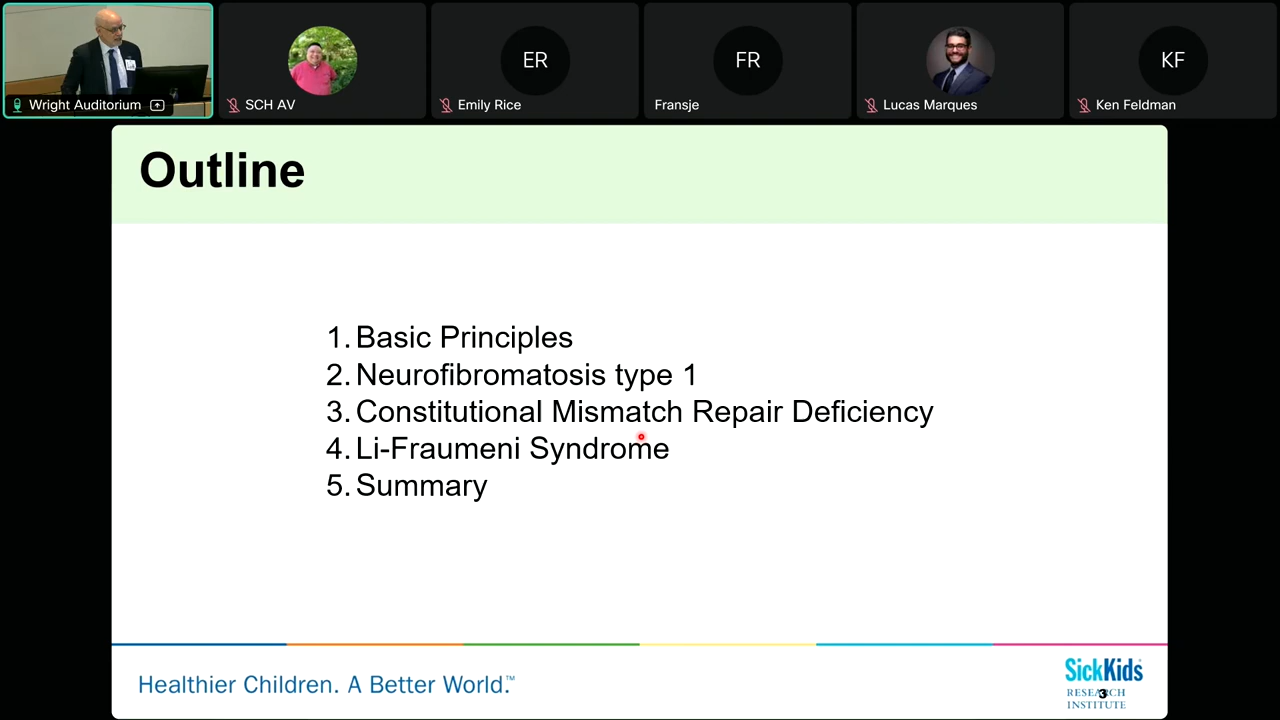 Wright Auditorium
SCH AV
ER
Emily Rice
FR
Fransje
Lucas Marques
KF
Ken Feldman
Outline
1. Basic Principles
2. Neurofibromatosis type 1
3. Constitutional Mismatch Repair Deficiency
4. Li-Fraumeni Syndrome
5. Summary
Healthier Children. A Better World.™
SickKids
RESEARCH
3
INSTITUTE